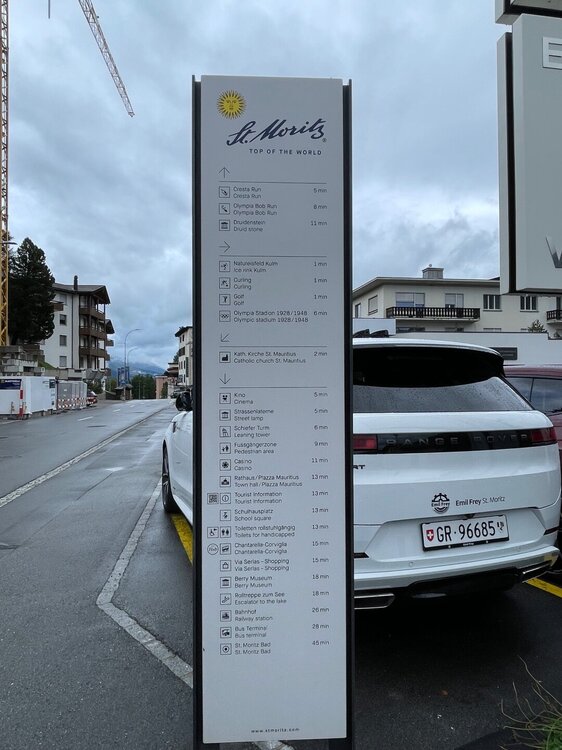 St. Moritz
TOP OF THE WORLD
Cresta Run 5 min
Cresta Run
Olympia Bob Run 8 min
Olympia Bob Run
Druidenstein 11 min
Druid stone
Natureisfeld Kulm 1 min
Ice rink Kulm
Curling 1 min
Curling
Golf 1 min
Golf
Olympia Stadion 1928/1948 6 min
Olympic stadium 1928/1948
Kath. Kirche St. Mauritius 2 min
Catholic church St. Mauritius
Kino 5 min
Cinema
Strassenlaterne 5 min
Street lamp
Schiefer Turm 6 min
Leaning tower
Fussgängerzone 9 min
Pedestrian area
Casino 11 min
Casino
Rathaus/Piazza Mauritius 13 min
Town hall/Piazza Mauritius
Tourist Information 13 min
Tourist Information
Schulhausplatz 13 min
School square
Toiletten rollstuhlgängig 13 min
Toilets for handicapped
Chantarella-Corviglia 15 min
Chantarella-Corviglia
Via Serlas - Shopping 15 min
Via Serlas - Shopping
Berry Museum 18 min
Berry Museum
Rolltreppe zum See 18 min
Escalator to the lake
Bahnhof 26 min
Railway station
Bus Terminal 28 min
Bus terminal
St. Moritz Bad 45 min
St. Moritz Bad
www.stmoritz.com
RANGE ROVER
RT
Emil Frey
Emil Frey St. Moritz
GR·96685
E